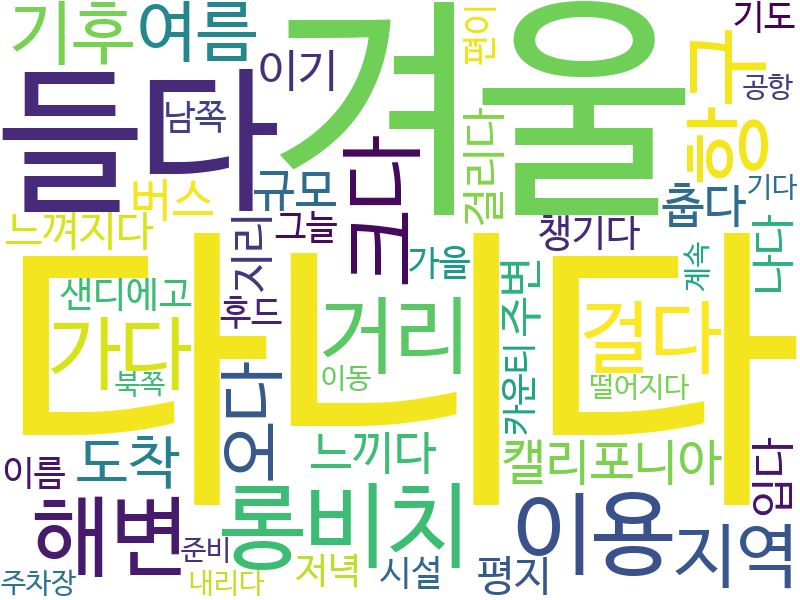 기후
여름
겨울
편이
기도
들다
이기
남쪽
항구
공항
버스
규모
크다
걸리다
춥다
기다
느껴지다
지리
그늘
챙기다
나다
샌디에고
후드
가을
주변
계속
다니다
가다
거리
걸다
북쪽
이동
카운티
떨어지다
오다
이름
도착
느끼다
캘리포니아
입다
해변
롱비치
이용
지역
준비
주차장
내리다
저녁
시설
평지